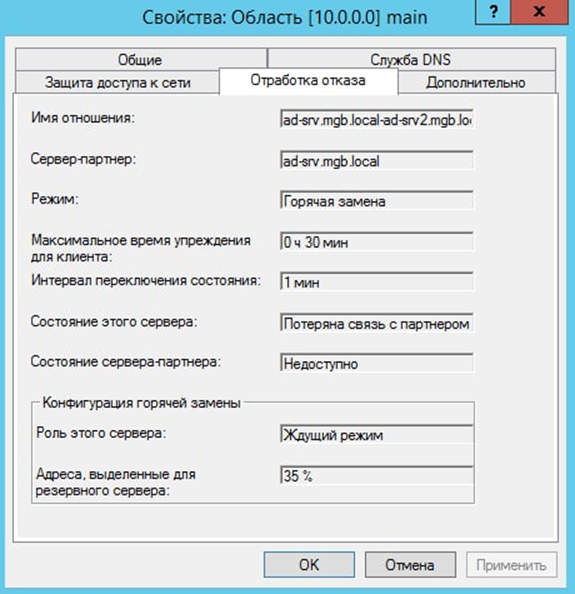 Свойства: Область [10.0.0.0] main
?
x
Общие
Служба DNS
Защита доступа к сети
Отработка отказа
Дополнительно
Имя отношения:
ad-srv.mgb.local-ad-srv2.mgb.lo
Сервер-партнер:
ad-srv.mgb.local
Режим:
Горячая замена
Максимальное время упреждения
для клиента:
0 ч 30 мин
Интервал переключения состояния:
1 мин
Состояние этого сервера:
Потеряна связь с партнером
Состояние сервера-партнера:
Недоступно
Конфигурация горячей замены
Роль этого сервера:
Ждущий режим
Адреса, выделенные для
резервного сервера:
35 %
OK
Отмена
Применить